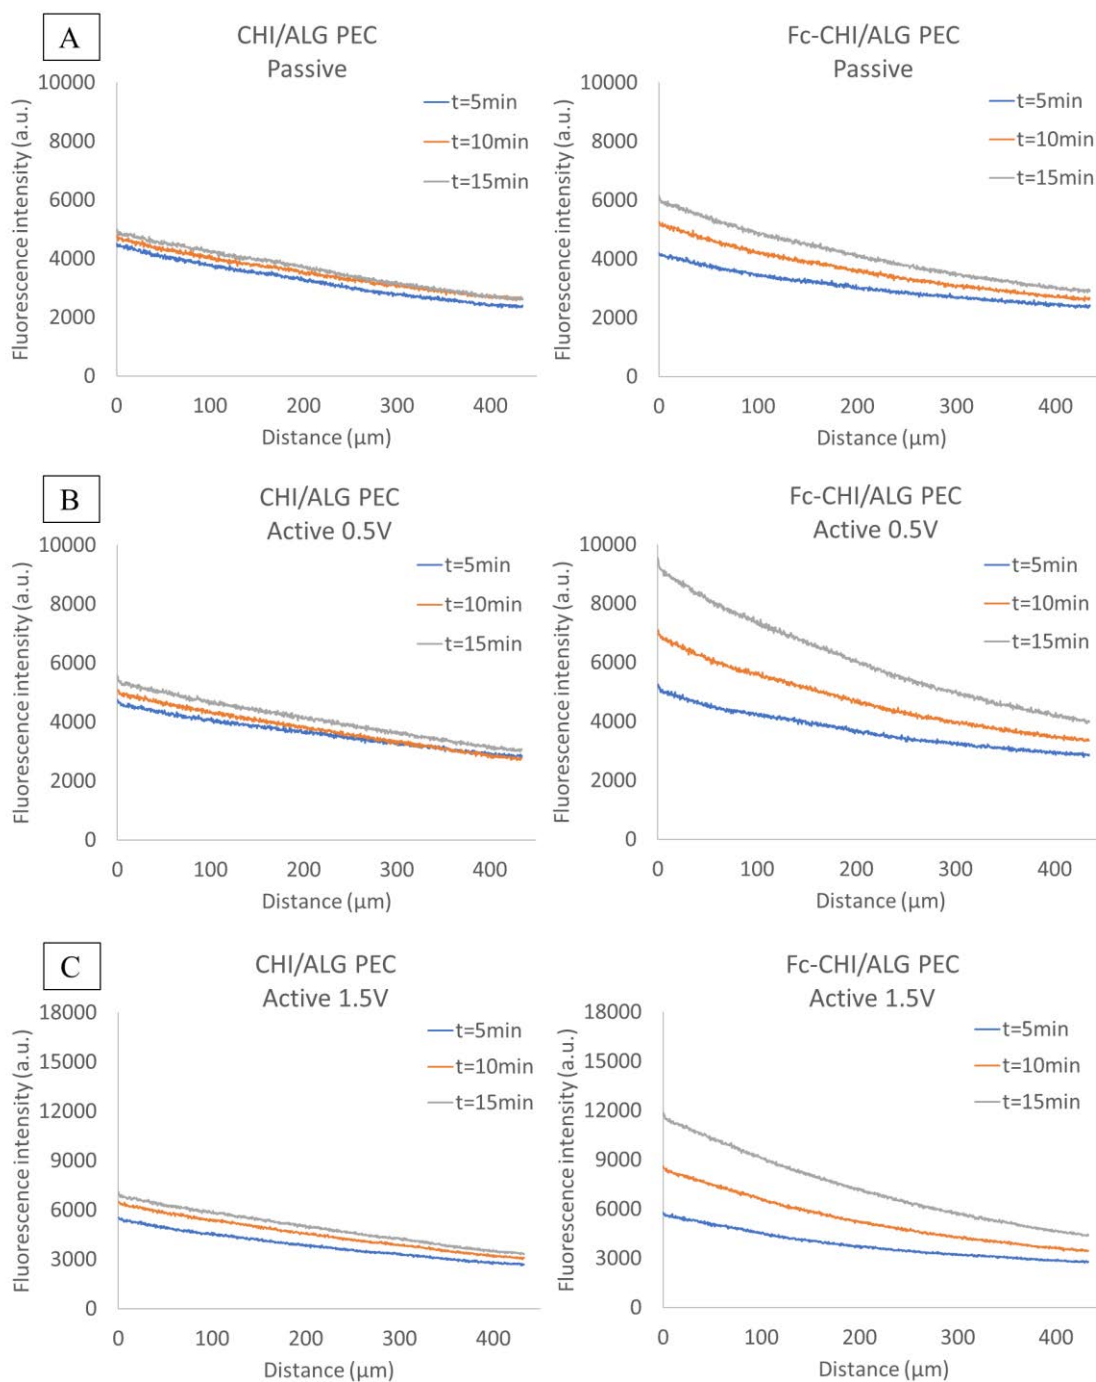 A
CHI/ALG PEC
Passive
10000
8000
6000
4000
2000
0
Fluorescence intensity (a.u.)
t=5min
t=10min
t=15min
0 100 200 300 400
Distance (µm)
Fc-CHI/ALG PEC
Passive
10000
8000
6000
4000
2000
0
Fluorescence intensity (a.u.)
t=5min
t=10min
t=15min
0 100 200 300 400
Distance (µm)
B
CHI/ALG PEC
Active 0.5V
10000
8000
6000
4000
2000
0
Fluorescence intensity (a.u.)
t=5min
t=10min
t=15min
0 100 200 300 400
Distance (µm)
Fc-CHI/ALG PEC
Active 0.5V
10000
8000
6000
4000
2000
0
Fluorescence intensity (a.u.)
t=5min
t=10min
t=15min
0 100 200 300 400
Distance (µm)
C
CHI/ALG PEC
Active 1.5V
18000
15000
12000
9000
6000
3000
0
Fluorescence intensity (a.u.)
t=5min
t=10min
t=15min
0 100 200 300 400
Distance (µm)
Fc-CHI/ALG PEC
Active 1.5V
18000
15000
12000
9000
6000
3000
0
Fluorescence intensity (a.u.)
t=5min
t=10min
t=15min
0 100 200 300 400
Distance (µm)